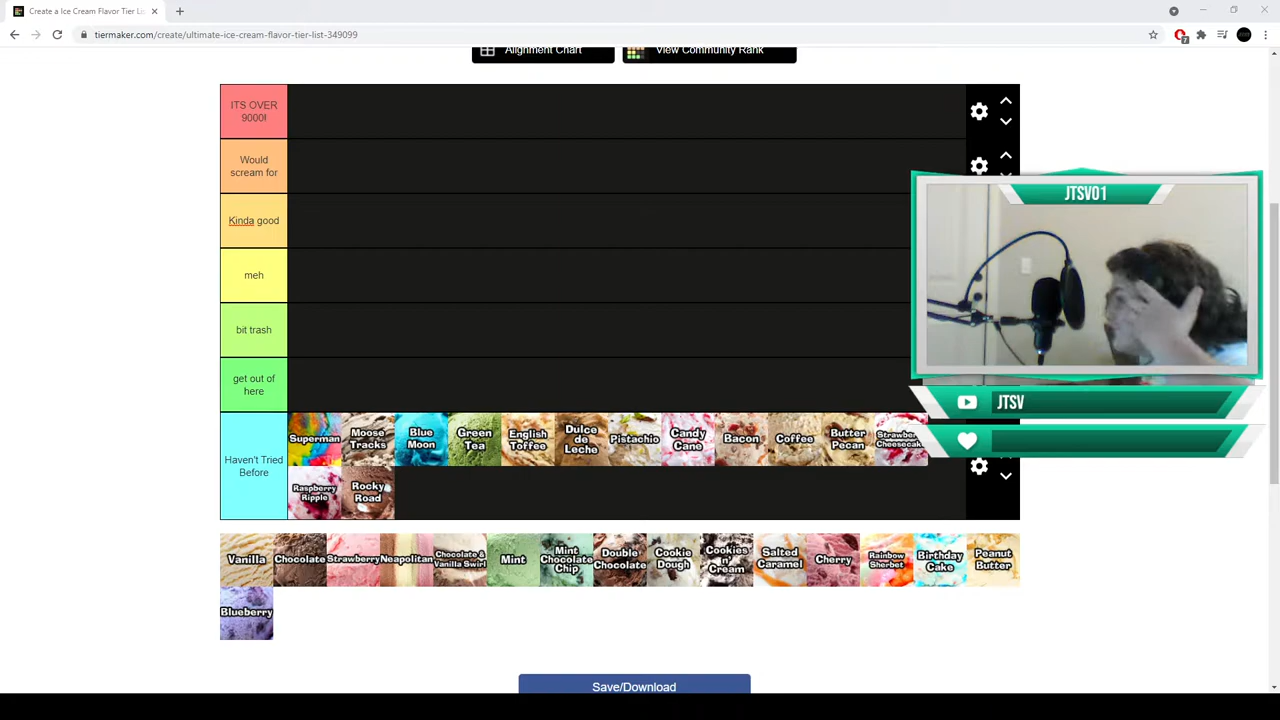 Create a Ice Cream Flavor Tier Lis
tiermaker.com/create/ultimate-ice-cream-flavor-tier-list-349099
7
Alignment Chart
View Community Rank
ITS OVER
9000!
Would
scream for
Kinda good
meh
bit trash
get out of
here
Haven't Tried
Before
Superman
Moose
Tracks
Blue
Moon
Green
Tea
English
Toffee
Dulce
de
Leche
Pistachio
Candy
Cane
Bacon
Coffee
Butter
Pecan
Strawberry
Cheesecake
Raspberry
Ripple
Rocky
Road
Vanilla
Chocolate
Strawberry
Neapolitan
Chocolate &
Vanilla Swirl
Mint
Mint
Chocolate
Chip
Double
Chocolate
Cookie
Dough
Cookies
n'
Cream
Salted
Caramel
Cherry
Rainbow
Sherbet
Birthday
Cake
Peanut
Butter
Blueberry
Save/Download
JTSV01
JTSV